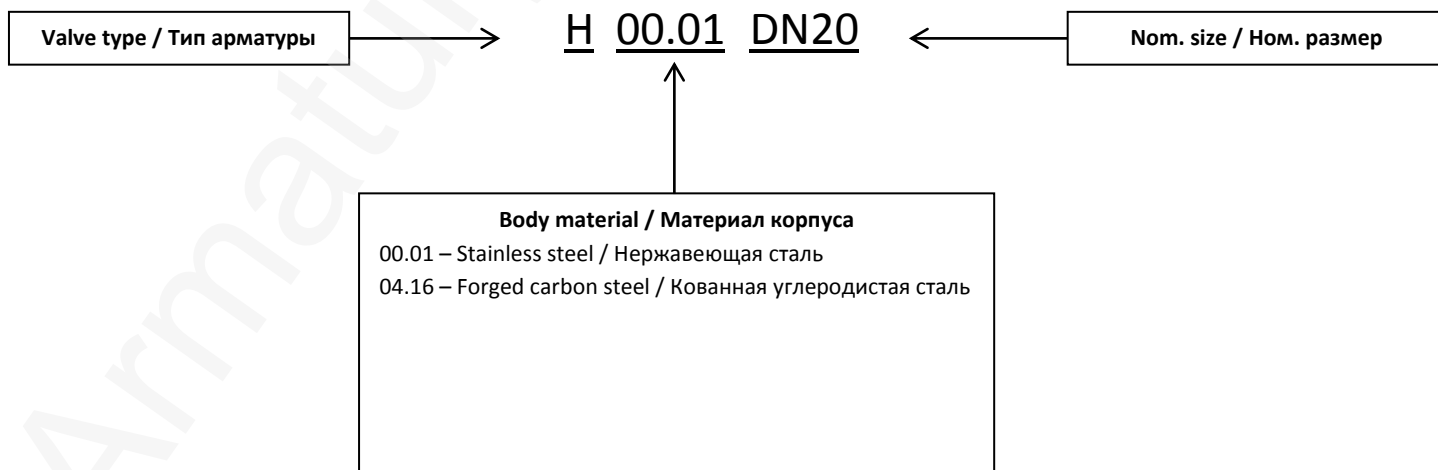 Valve type / Тип арматуры
H 00.01 DN20
Nom. size / Ном. размер
Body material / Материал корпуса
00.01 – Stainless steel / Нержавеющая сталь
04.16 – Forged carbon steel / Кованная углеродистая сталь